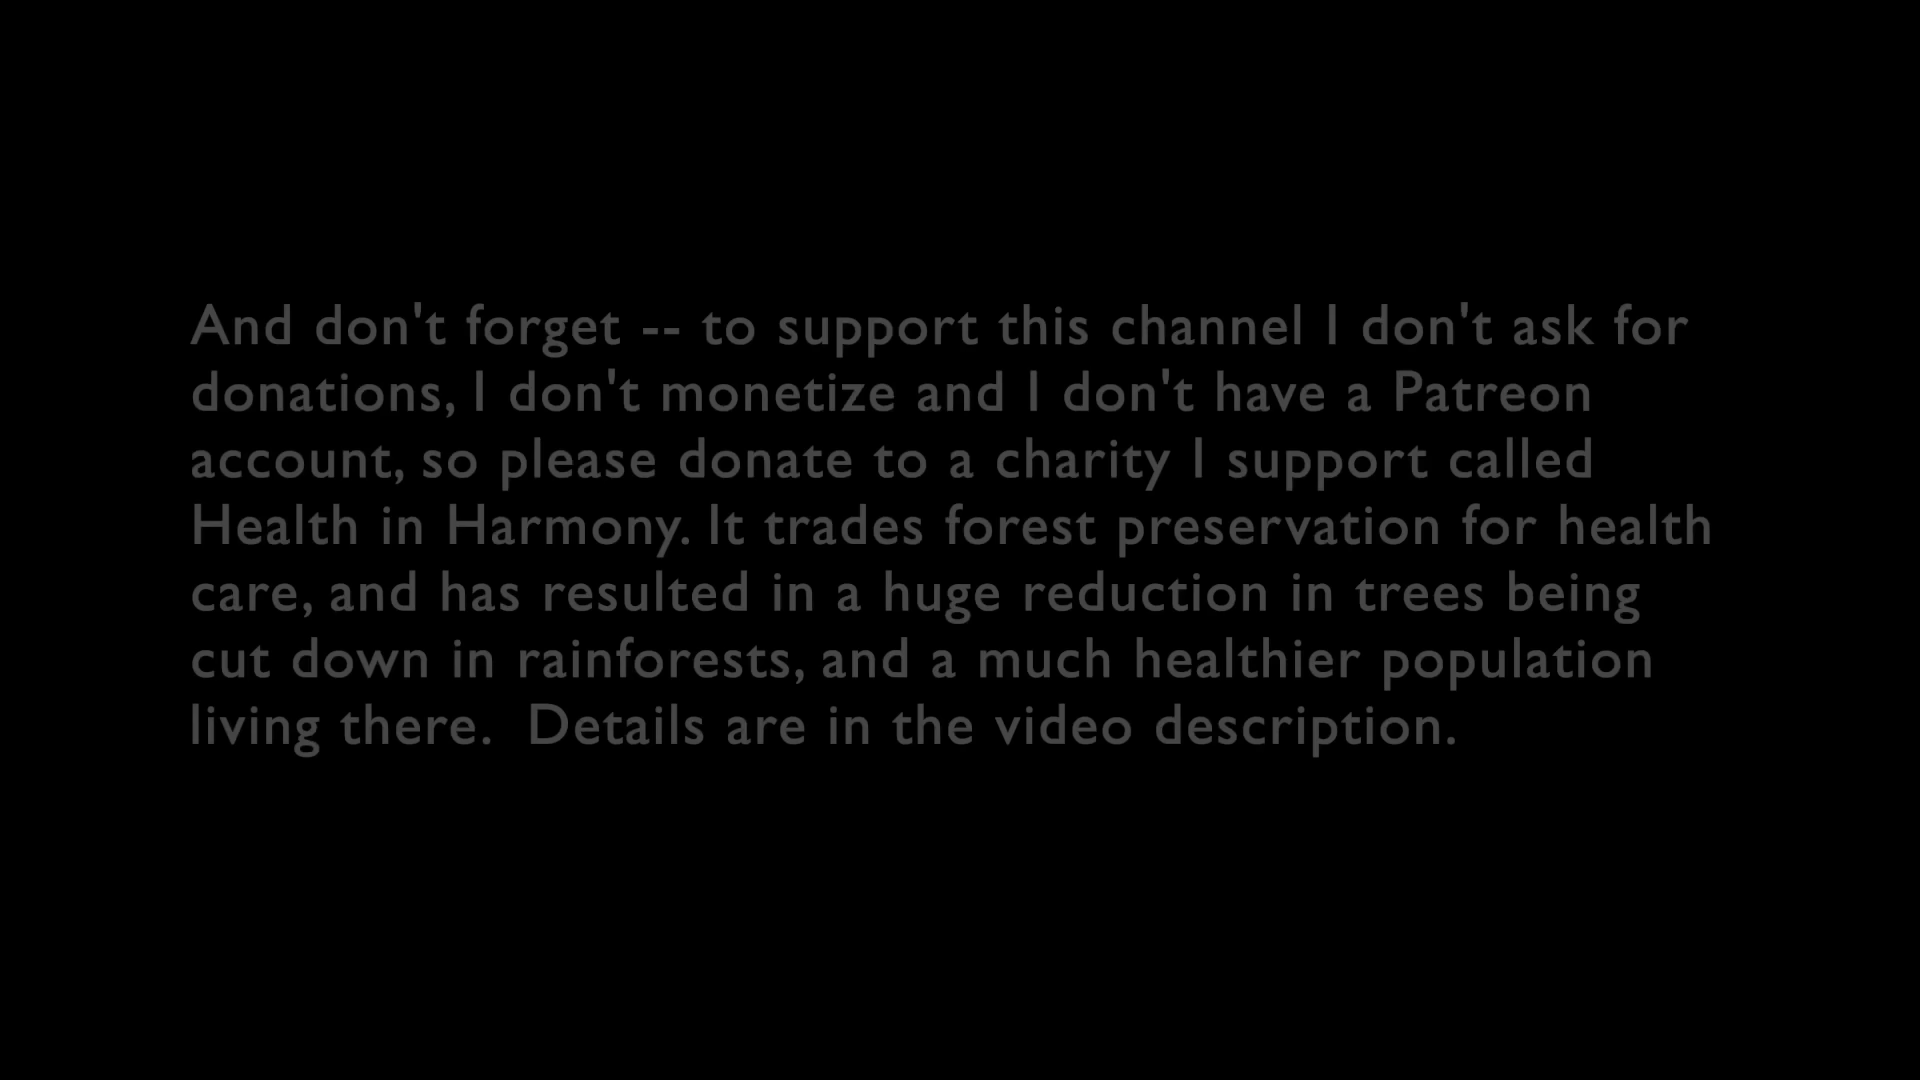 And don't forget -- to support this channel I don't ask for
donations, I don't monetize and I don't have a Patreon
account, so please donate to a charity I support called
Health in Harmony. It trades forest preservation for health
care, and has resulted in a huge reduction in trees being
cut down in rainforests, and a much healthier population
living there.  Details are in the video description.